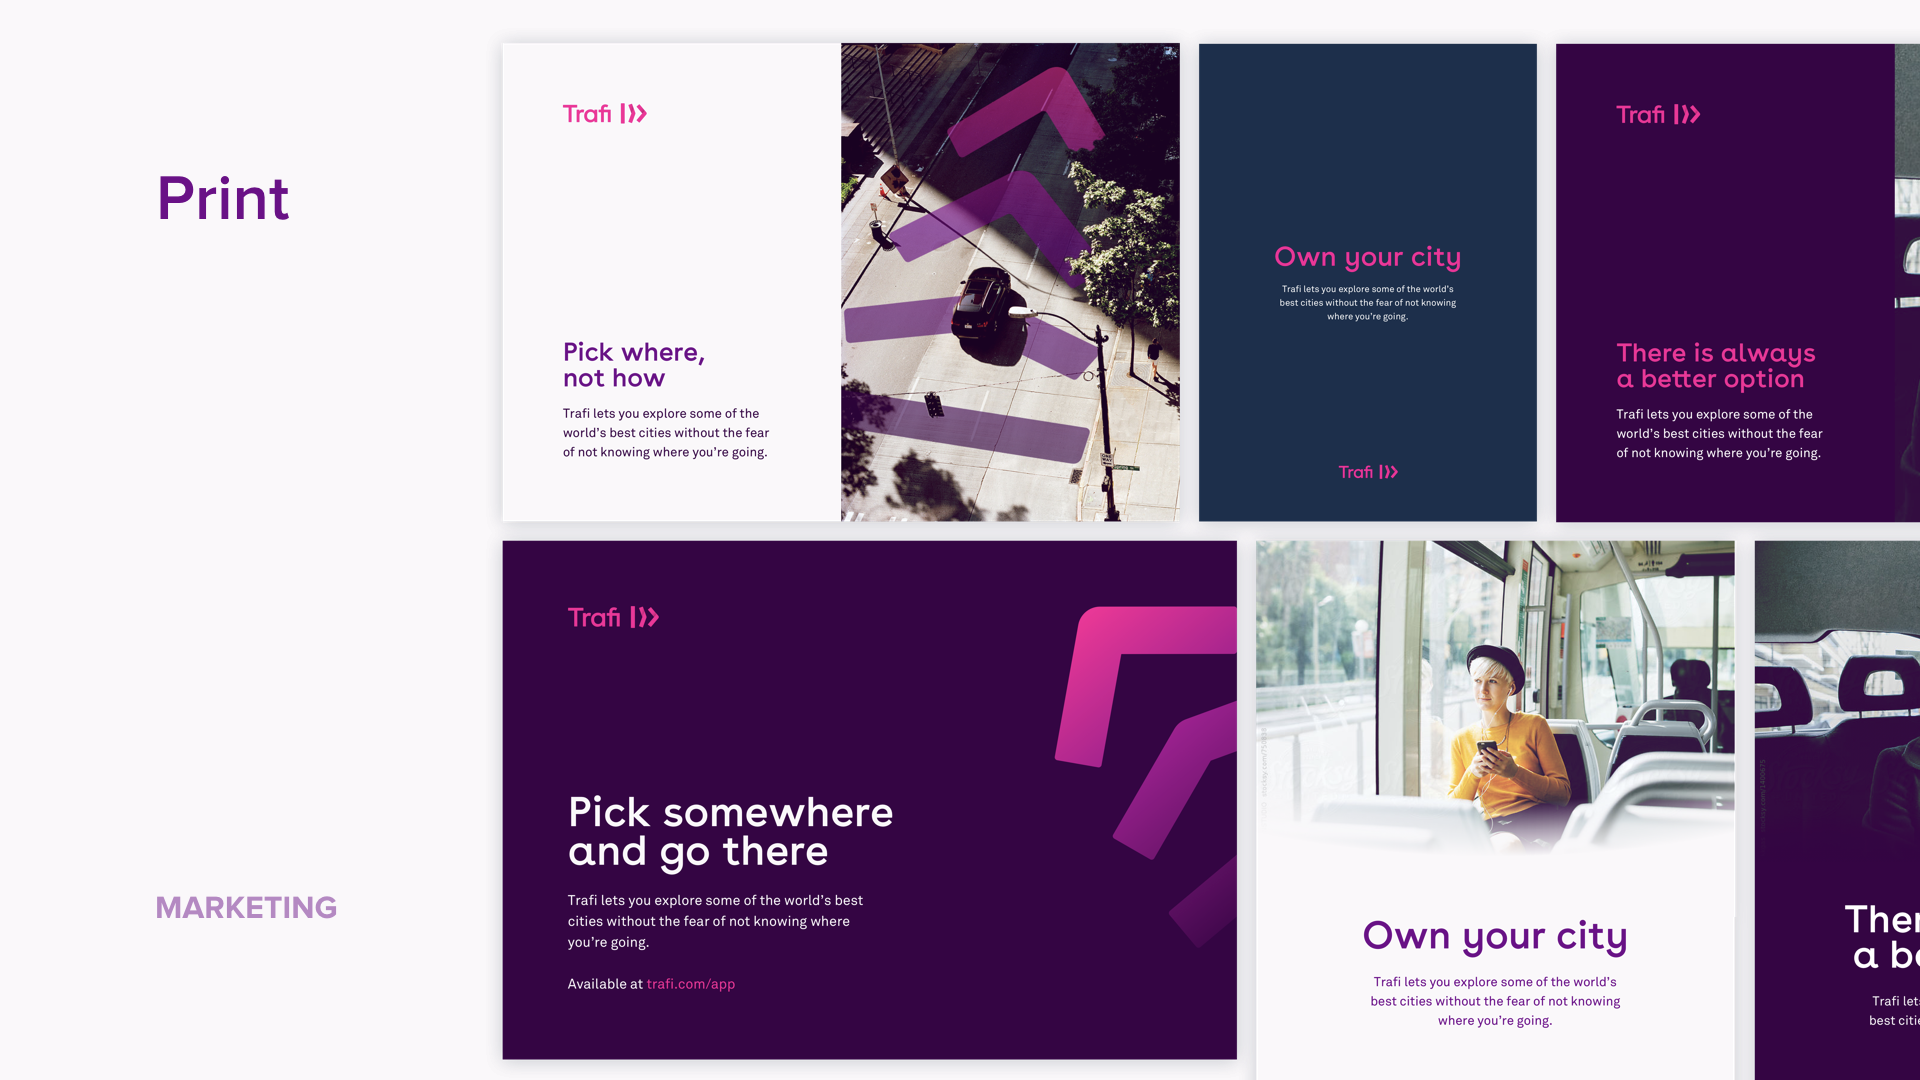 Print
MARKETING
Trafi
Pick where,
not how
Trafi lets you explore some of the
world's best cities without the fear
of not knowing where you're going.
Own your city
Trafi lets you explore some of the world's
best cities without the fear of not knowing
where you're going.
Trafi
Trafi
There is always
a better option
Trafi lets you explore some of the
world's best cities without the fear
of not knowing where you're going.
Trafi
Pick somewhere
and go there
Trafi lets you explore some of the world's best
cities without the fear of not knowing where
you're going.
Available at trafi.com/app
Own your city
Trafi lets you explore some of the world's
best cities without the fear of not knowing
where you're going.
Ther
a be
Trafi let
best citi